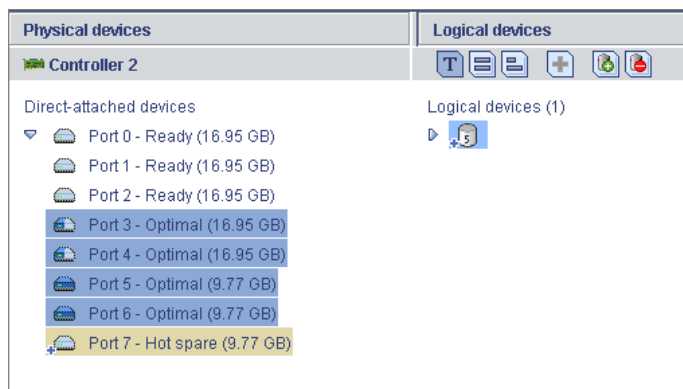 Physical devices
Logical devices
Controller 2
T
Direct-attached devices
Logical devices (1)
Port 0 - Ready (16.95 GB)
5
Port 1 - Ready (16.95 GB)
Port 2 - Ready (16.95 GB)
Port 3 - Optimal (16.95 GB)
Port 4 - Optimal (16.95 GB)
Port 5 - Optimal (9.77 GB)
Port 6 - Optimal (9.77 GB)
Port 7 - Hot spare (9.77 GB)